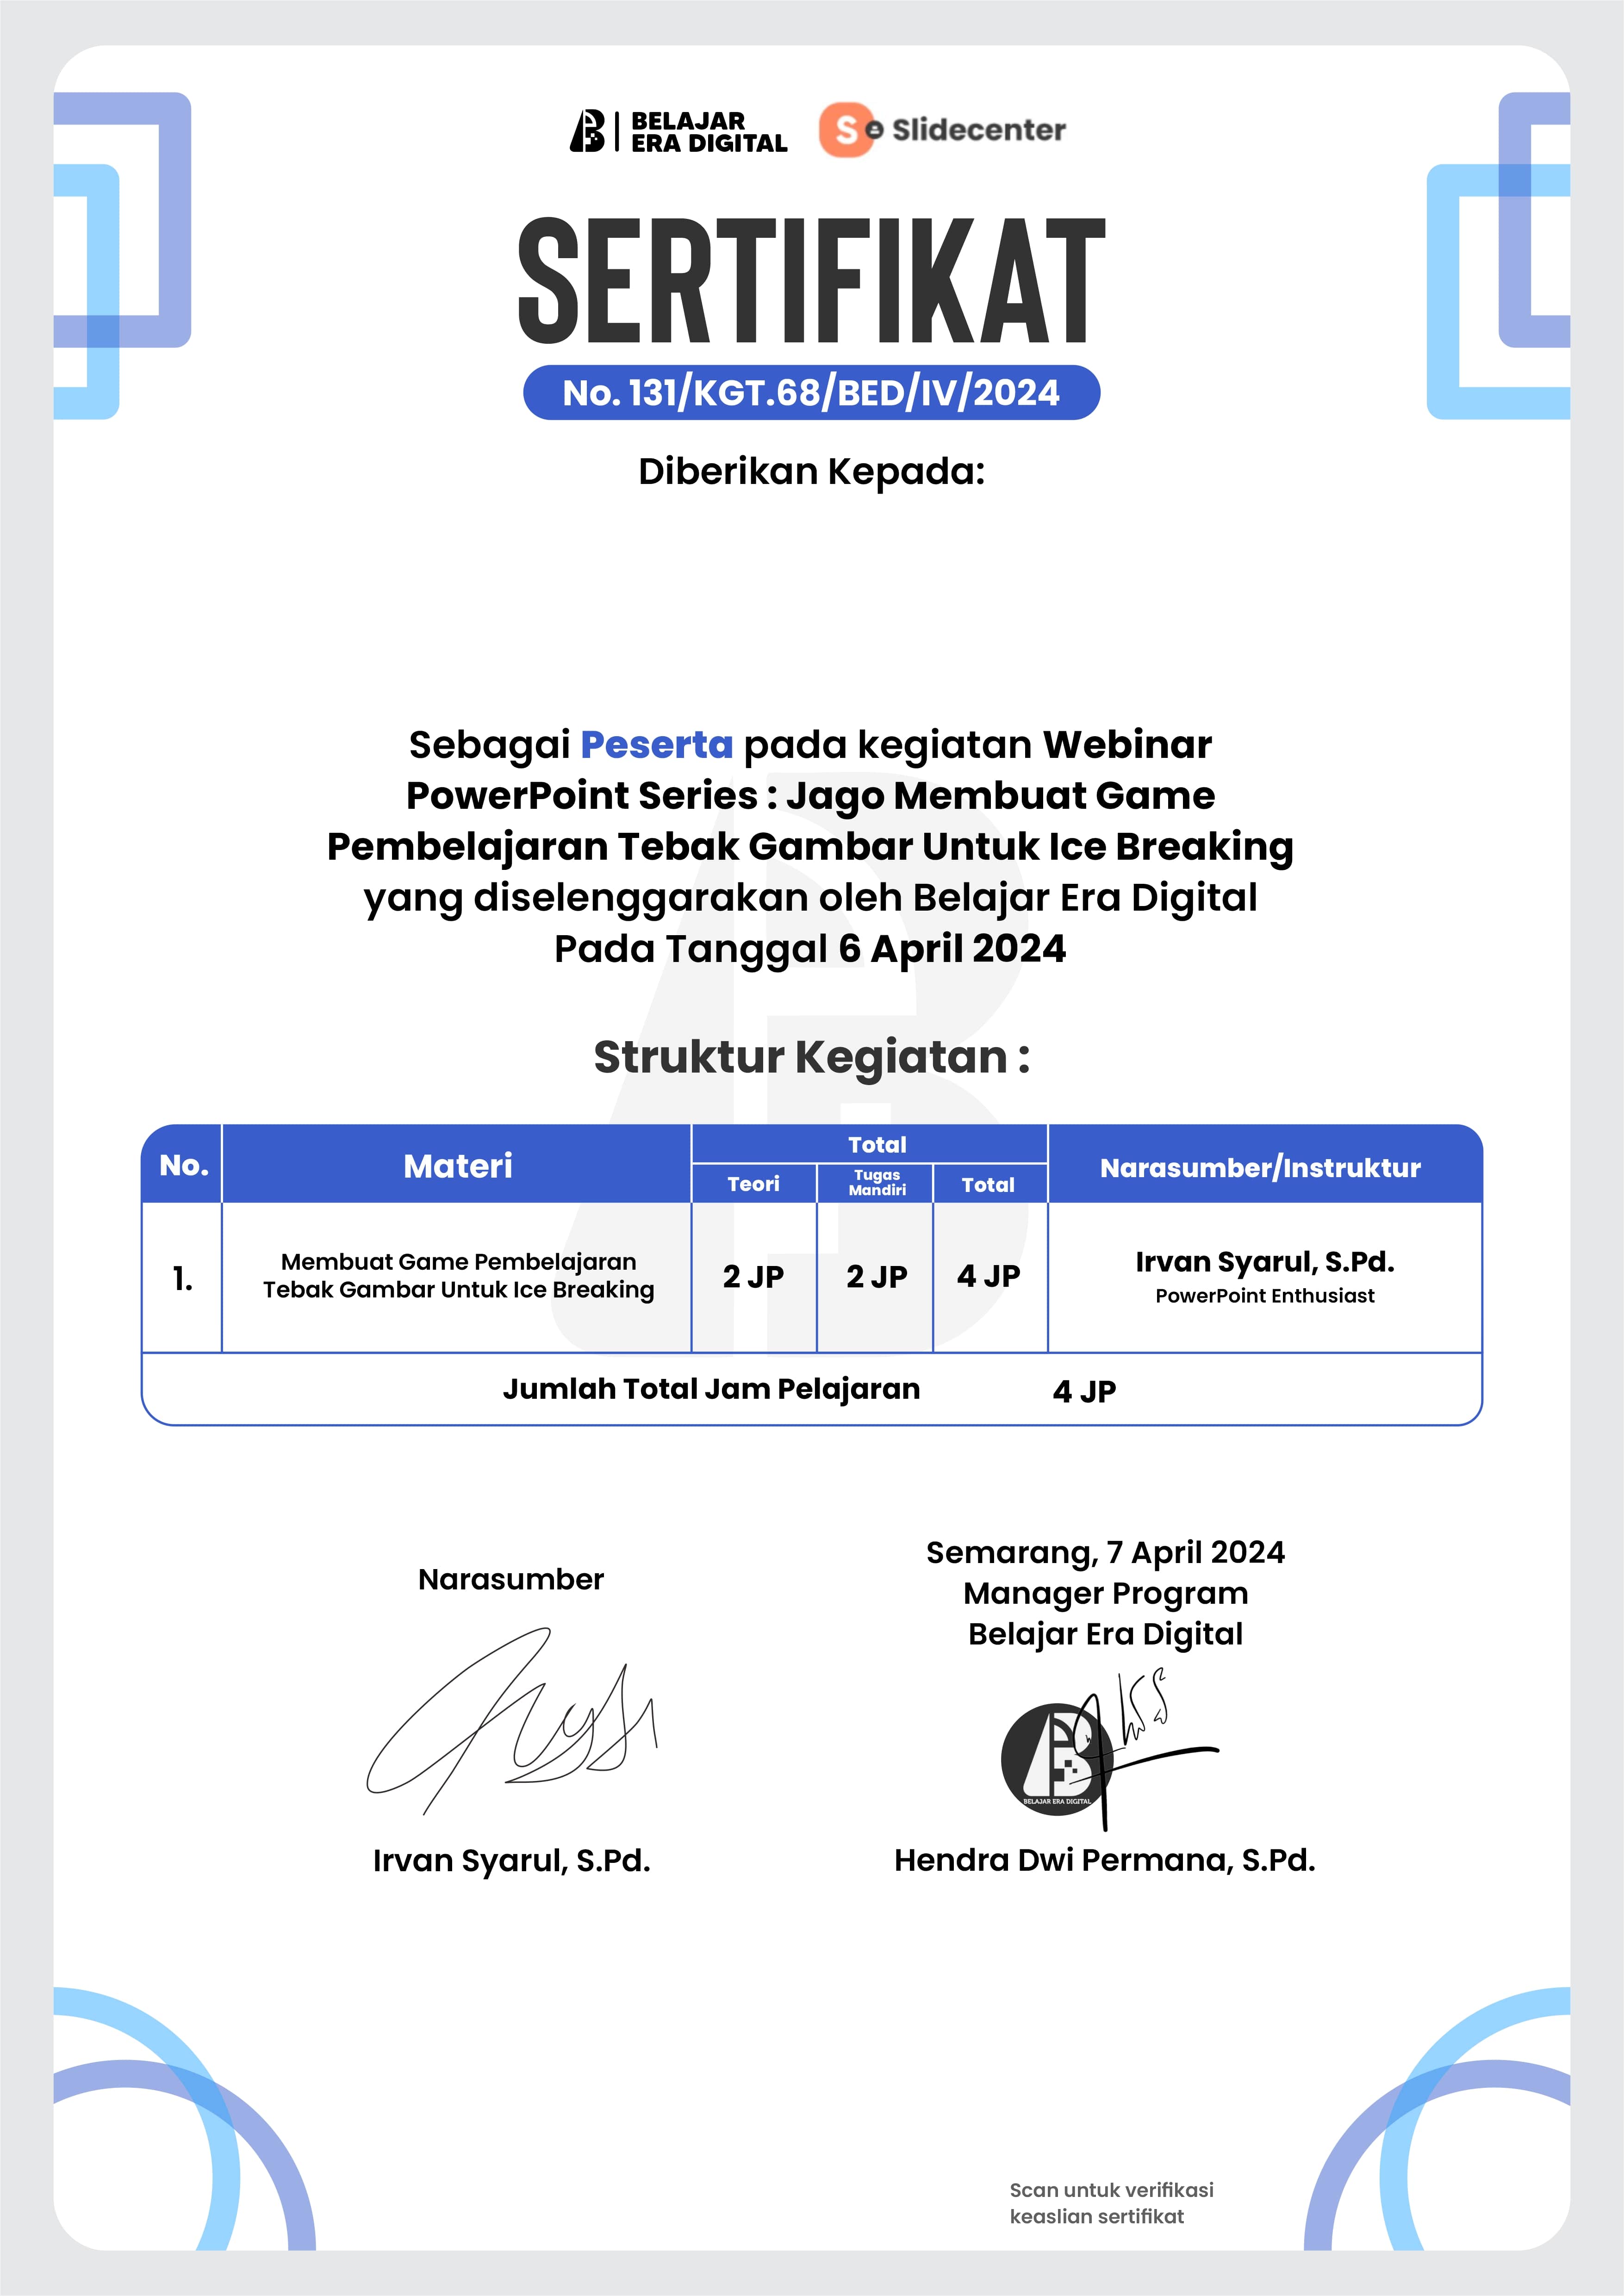 BELAJAR
ERA DIGITAL
S Slidecenter
SERTIFIKAT
No. 131/KGT.68/BED/IV/2024
Diberikan Kepada:
Sebagai Peserta pada kegiatan Webinar
PowerPoint Series : Jago Membuat Game
Pembelajaran Tebak Gambar Untuk Ice Breaking
yang diselenggarakan oleh Belajar Era Digital
Pada Tanggal 6 April 2024
Struktur Kegiatan :
No. Materi Total Narasumber/Instruktur
Teori Tugas Mandiri Total
1. Membuat Game Pembelajaran
Tebak Gambar Untuk Ice Breaking
2 JP 2 JP 4 JP
Irvan Syarul, S.Pd.
PowerPoint Enthusiast
Jumlah Total Jam Pelajaran 4 JP
Narasumber
Irvan Syarul, S.Pd.
Semarang, 7 April 2024
Manager Program
Belajar Era Digital
BELAJAR ERA DIGITAL
Hendra Dwi Permana, S.Pd.
Scan untuk verifikasi
keaslian sertifikat